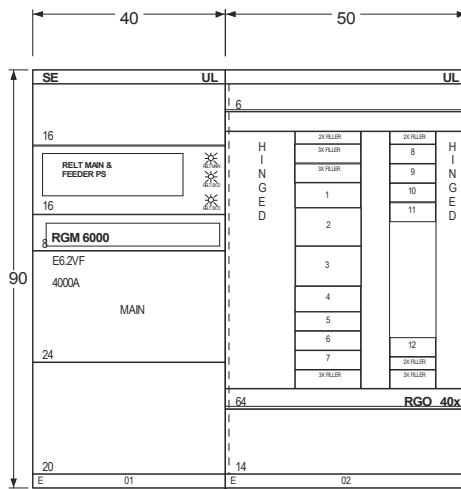 40
50
SE
UL
UL
6
16
2X FILLER
2X FILLER
3X FILLER
8
RELT MAIN &
FEEDER PS
3X FILLER
9
HINGED
HINGED
1
10
16
11
2
8
RGM 6000
E6.2VF
3
90
4000A
4
MAIN
5
6
12
24
7
2X FILLER
3X FILLER
3X FILLER
64
RGO 40x
20
14
E
01
E
02